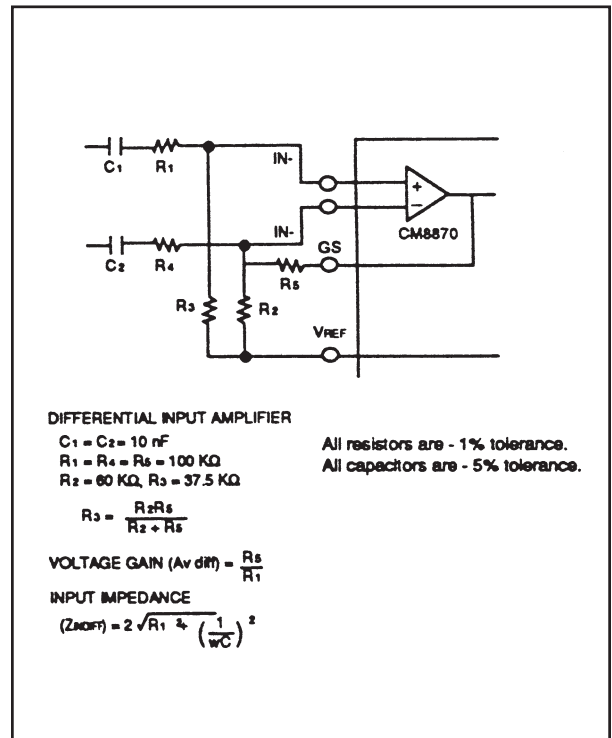 IN-
C1 R1
CM8870
IN-
GS
C2 R4
R5
R3 R2
VREF
+
−
DIFFERENTIAL INPUT AMPLIFIER
C1 = C2 = 10 nF
R1 = R4 = R5 = 100 KΩ
R2 = 60 KΩ, R3 = 37.5 KΩ
R3 = R2R5 / R2 + R5
All resistors are - 1% tolerance.
All capacitors are - 5% tolerance.
VOLTAGE GAIN (Av diff) = R5 / R1
INPUT IMPEDANCE
(ZINDIFF) = 2 √R1 2+ (1 / wC) 2